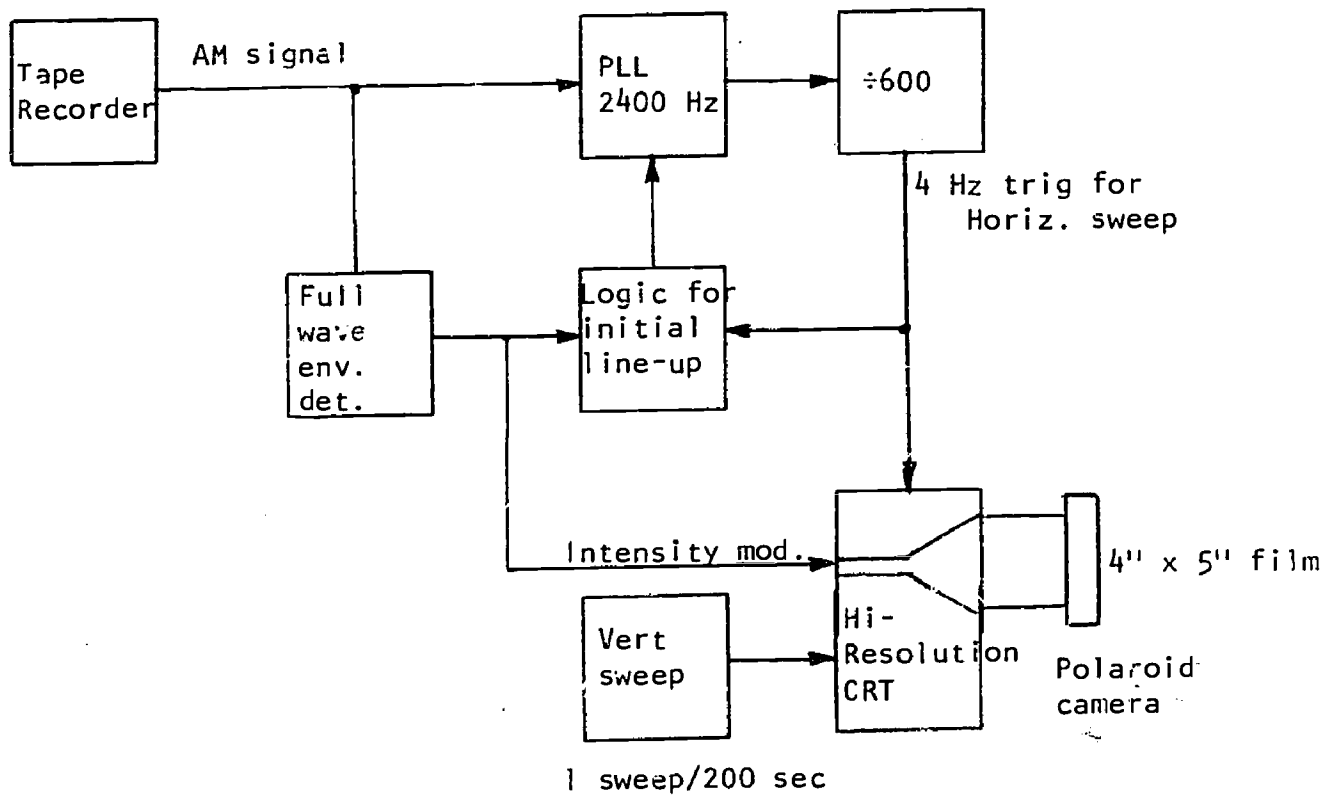 Tape
Recorder
AM signal
PLL
2400 Hz
÷600
4 Hz trig for
Horiz. sweep
Full
wave
env.
det.
Logic for
initial
line-up
Intensity mod.
Vert
sweep
1 sweep/200 sec
Hi-
Resolution
CRT
4" x 5" film
Polaroid
camera